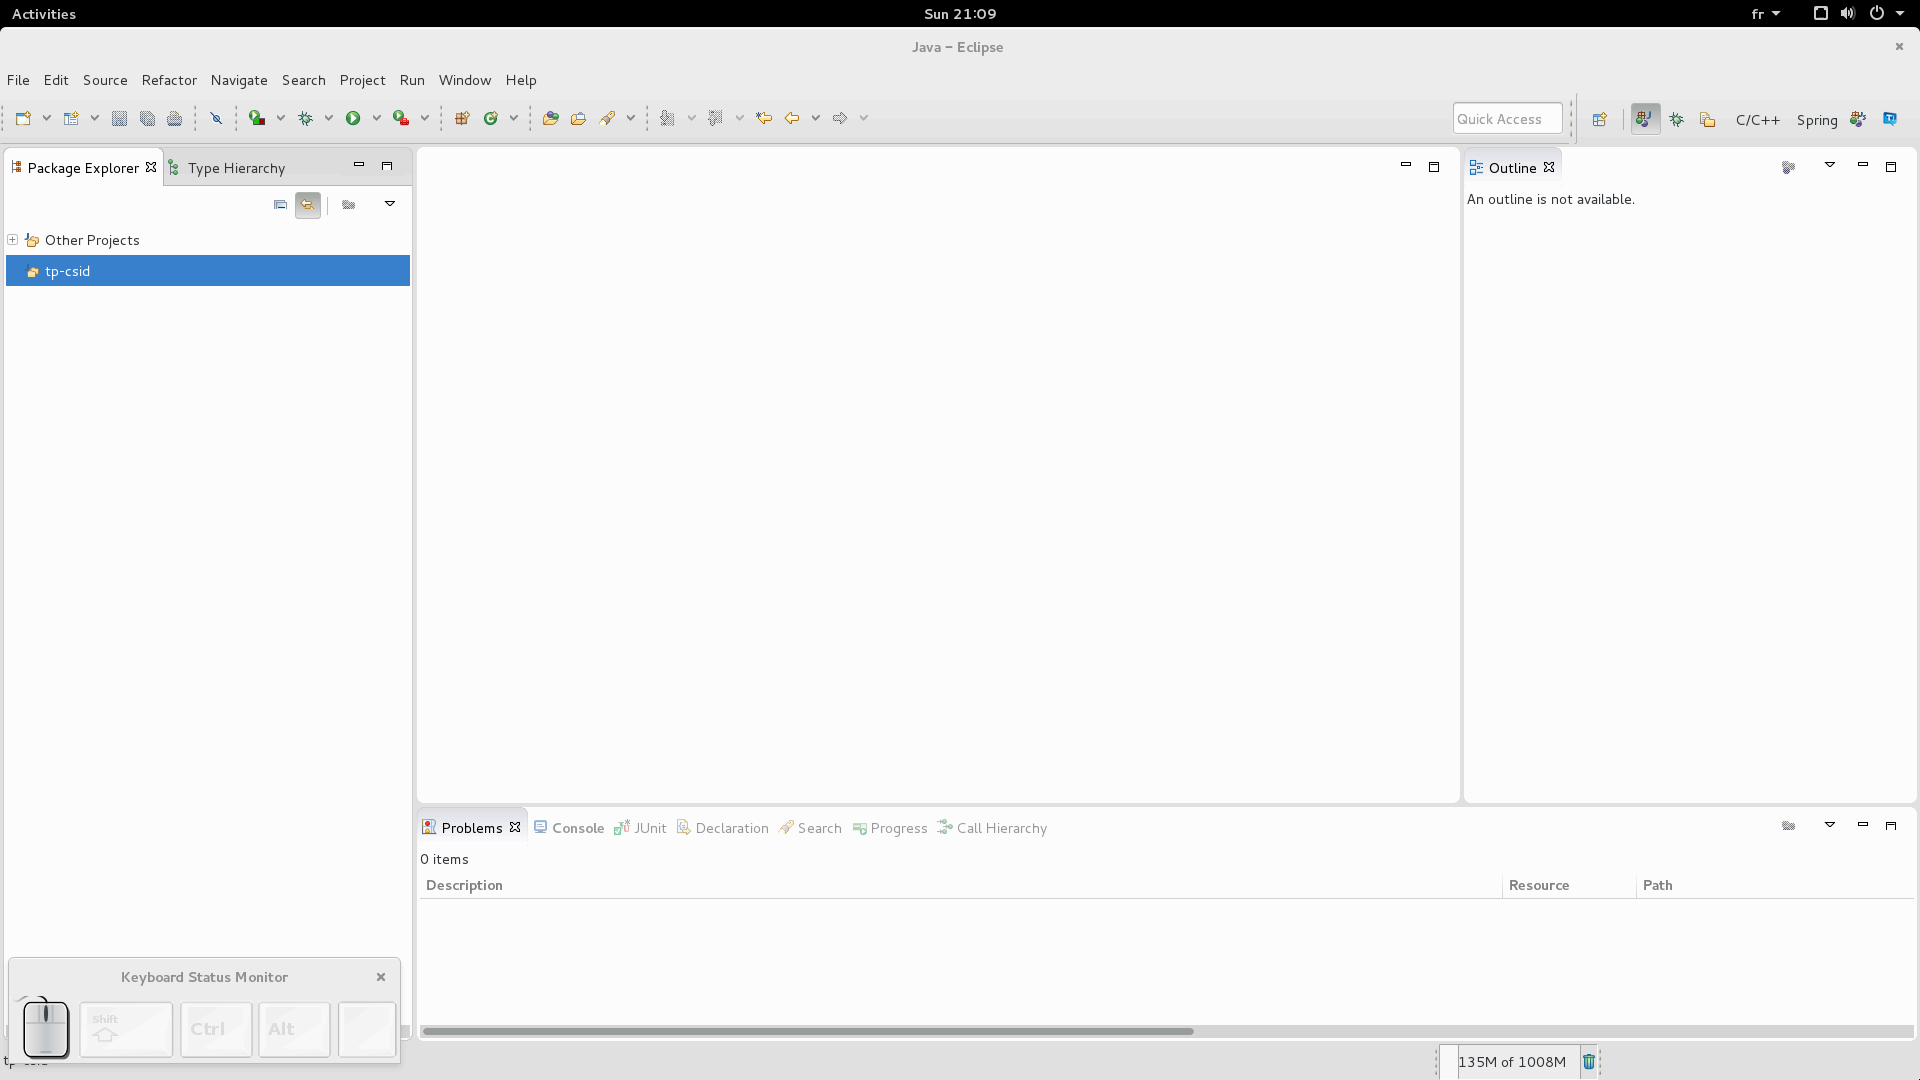 Activities
Sun 21:09
fr
Java - Eclipse
File Edit Source Refactor Navigate Search Project Run Window Help
Quick Access
C/C++ Spring
Package Explorer Type Hierarchy
Outline
An outline is not available.
Other Projects
tp-csid
Problems Console JUnit Declaration Search Progress Call Hierarchy
0 items
Description Resource Path
Keyboard Status Monitor
Shift
Ctrl
Alt
135M of 1008M